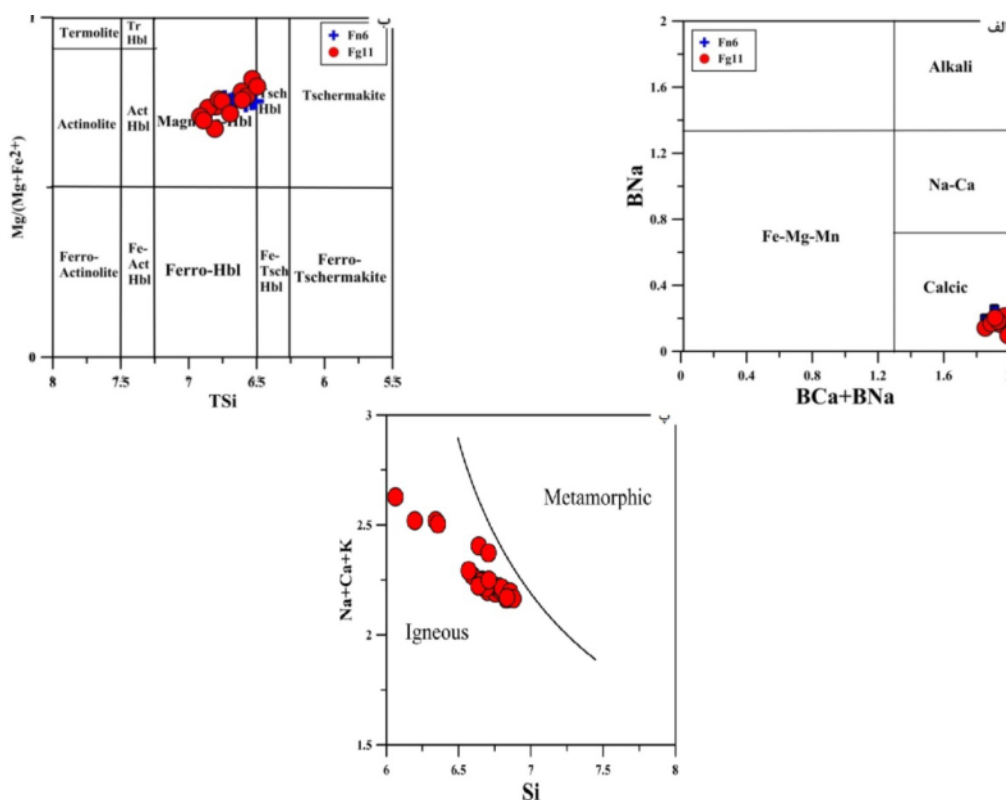 1
Termolite
Tr
Hbl
Fn6
Fg11
Actinolite
Act
Hbl
Tsch
Hbl
Tschermakite
Mg/(Mg+Fe2+)
Ferro-
Actinolite
Fe-
Act
Hbl
Ferro-Hbl
Fe-
Tsch
Hbl
Ferro-
Tschermakite
0
8
7.5
7
6.5
6
5.5
TSi
2
الف
Fn6
Fg11
Alkali
1.6
1.2
BNa
Na-Ca
0.8
Fe-Mg-Mn
Calcic
0.4
0
0
0.4
0.8
1.2
1.6
BCa+BNa
3
Metamorphic
2.5
Na+Ca+K
Igneous
2
1.5
6
6.5
7
7.5
8
Si